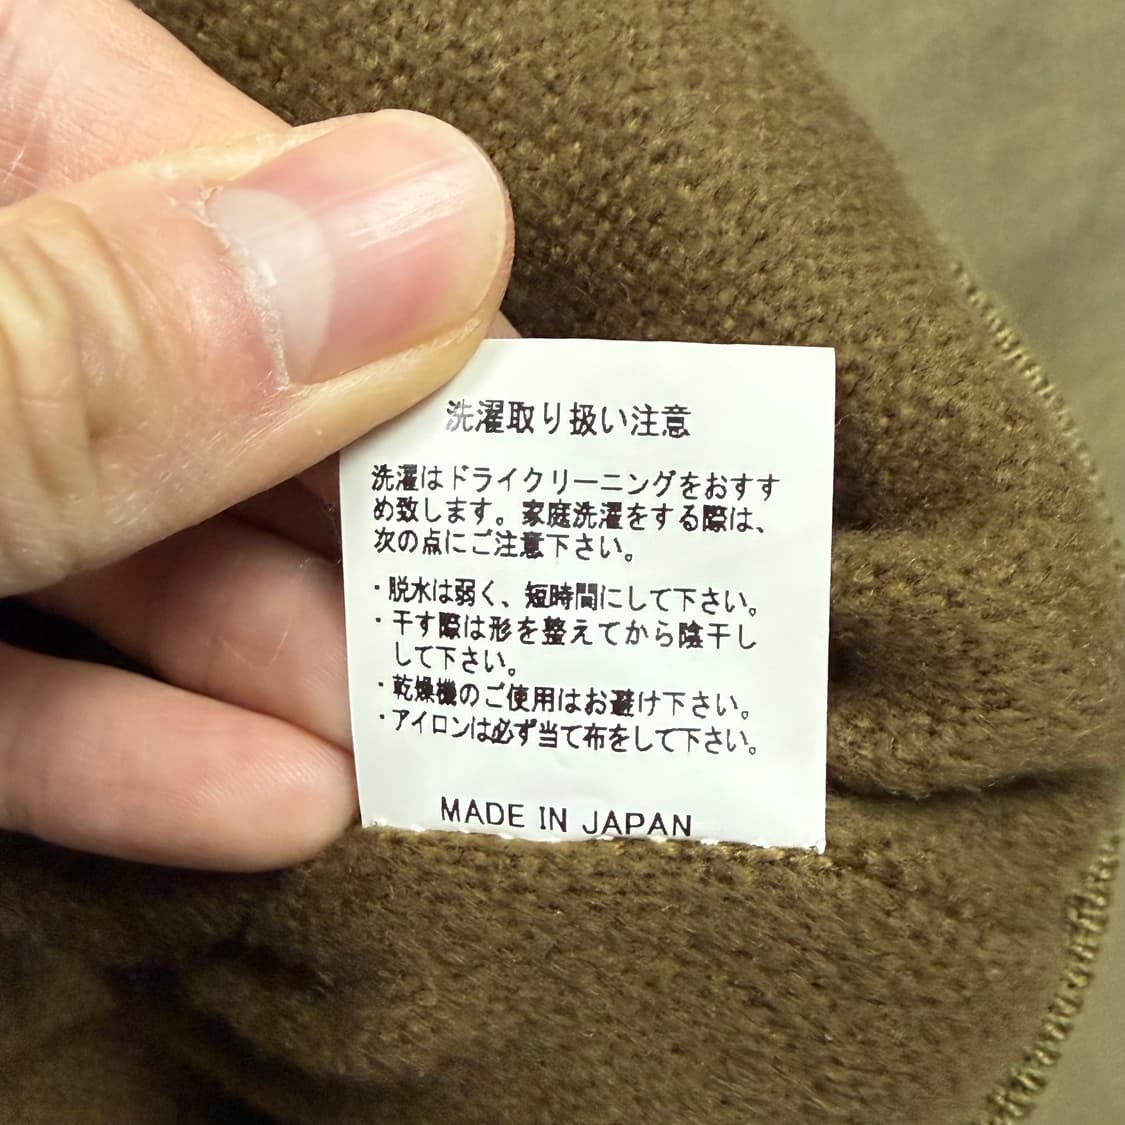 洗濯取り扱い注意
洗濯はドライクリーニングをおすす
め致します。家庭洗濯をする際は、
次の点にご注意下さい。
・脱水は弱く、短時間にして下さい。
・干す際は形を整えてから陰干し
して下さい。
・乾燥機のご使用はお避け下さい。
・アイロンは必ず当て布をして下さい。
MADE IN JAPAN